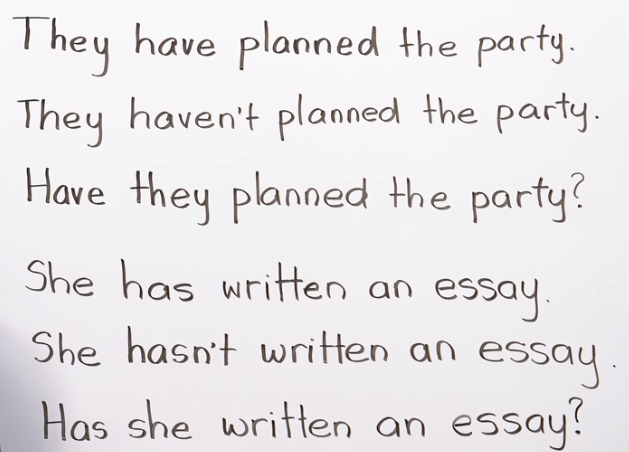 They have planned the party.
They haven't planned the party.
Have they planned the party?
She has written an essay.
She hasn't written an essay.
Has she written an essay?